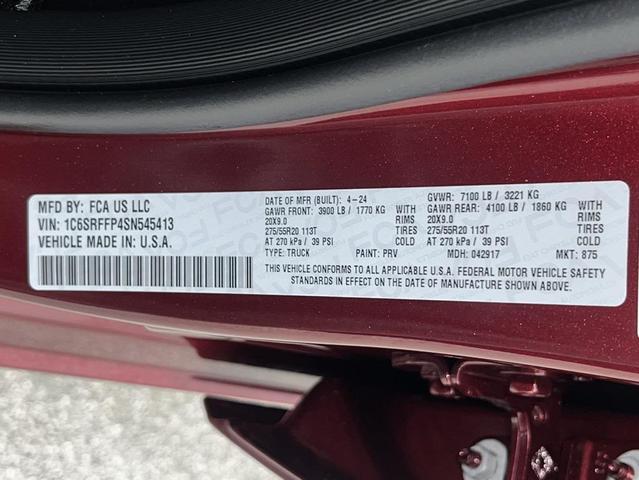 MFD BY: FCA US LLC
VIN: 1C6SRFFP4SN545413
VEHICLE MADE IN: U.S.A.
DATE OF MFR (BUILT): 4-24
GAWR FRONT: 3900 LB / 1770 KG WITH
20X9.0 RIMS
275/55R20 113T
AT 270 kPa / 39 PSI
TYPE: TRUCK PAINT: PRV
GVWR: 7100 LB / 3221 KG
GAWR REAR: 4100 LB / 1860 KG WITH
20X9.0 RIMS
275/55R20 113T
AT 270 kPa / 39 PSI
MDH: 042917 MKT: 875
THIS VEHICLE CONFORMS TO ALL APPLICABLE U.S.A. FEDERAL MOTOR VEHICLE SAFETY
STANDARDS IN EFFECT ON THE DATE OF MANUFACTURE SHOWN ABOVE.